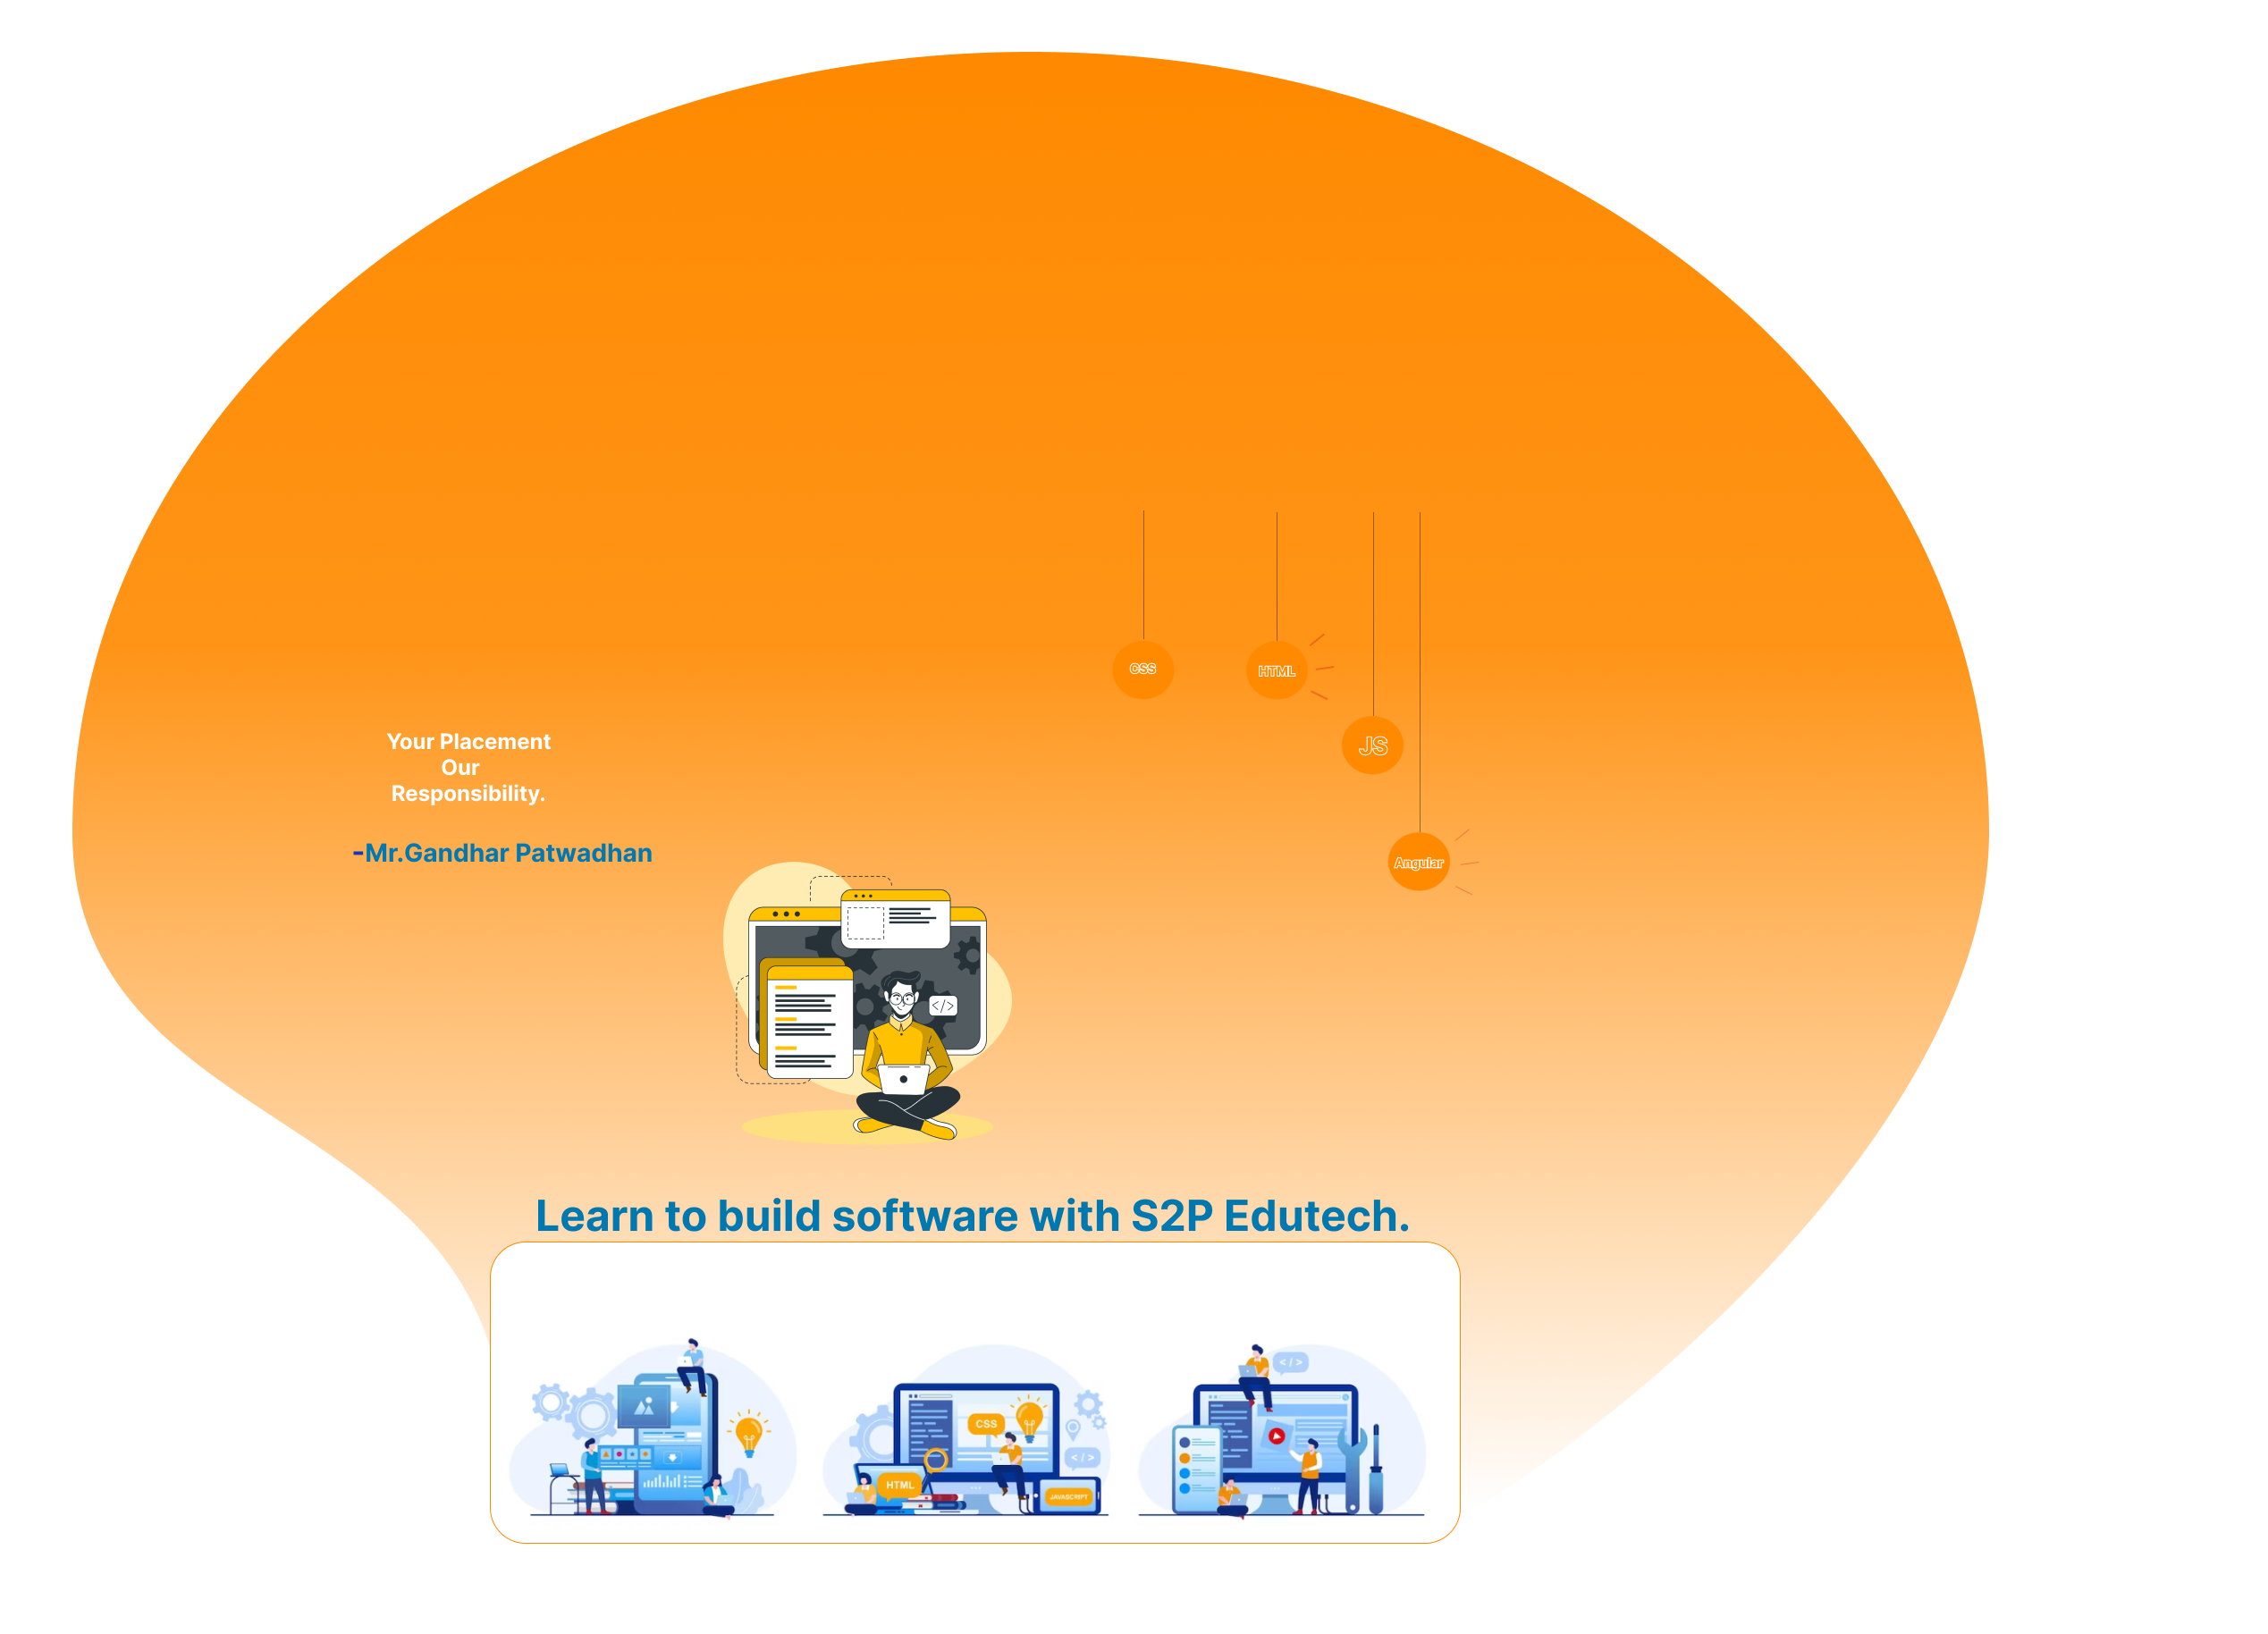 CSS
HTML
JS
Your Placement
Our
Responsibility.
-Mr.Gandhar Patwadhan
Angular
</>
Learn to build software with S2P Edutech.
</>
CSS
</>
HTML
JAVASCRIPT